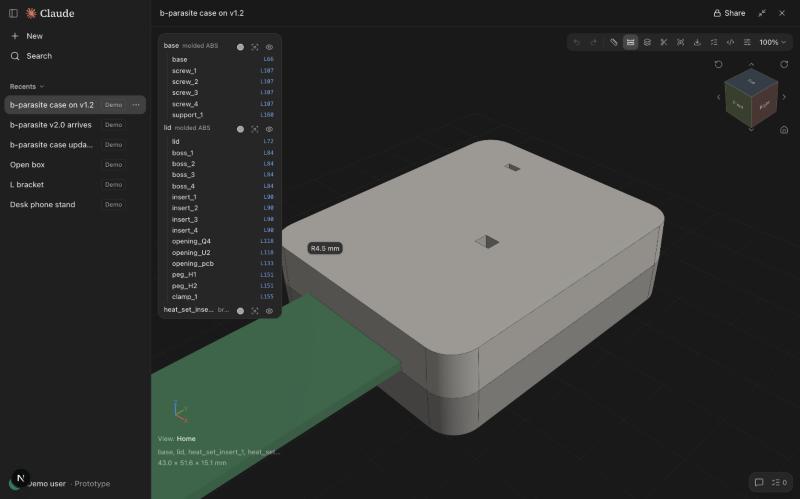 Claude
b-parasite case on v1.2
Share
New
Search
Recents
b-parasite case on v1.2 Demo
b-parasite v2.0 arrives Demo
b-parasite case upda... Demo
Open box Demo
L bracket Demo
Desk phone stand Demo
base molded ABS
base L66
screw_1 L107
screw_2 L107
screw_3 L107
screw_4 L107
support_1 L160
lid molded ABS
lid L72
boss_1 L84
boss_2 L84
boss_3 L84
boss_4 L84
insert_1 L90
insert_2 L90
insert_3 L90
insert_4 L90
opening_Q4 L118
opening_U2 L118
opening_pcb L133
peg_H1 L151
peg_H2 L151
clamp_1 L155
heat_set_inse... br...
100%
Right
R4.5 mm
Z
Y
X
View: Home
base, lid, heat_set_insert_1, heat_set...
43.0 × 51.6 × 15.1 mm
N
Demo user · Prototype
0